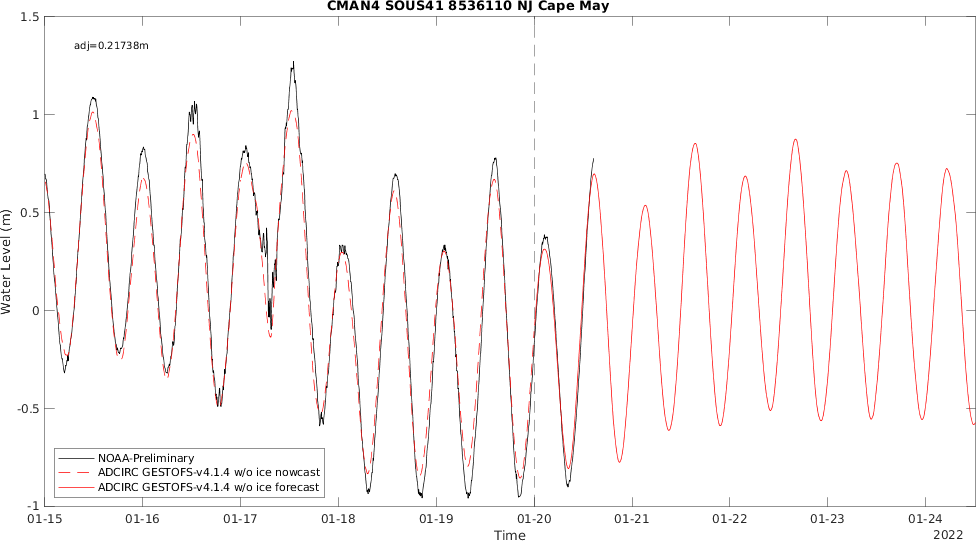 CMAN4 SOUS41 8536110 NJ Cape May
adj=0.21738m
1.5
1
0.5
0
-0.5
-1
Water Level (m)
NOAA-Preliminary
ADCIRC GESTOFS-v4.1.4 w/o ice nowcast
ADCIRC GESTOFS-v4.1.4 w/o ice forecast
01-15 01-16 01-17 01-18 01-19 01-20 01-21 01-22 01-23 01-24
Time
2022